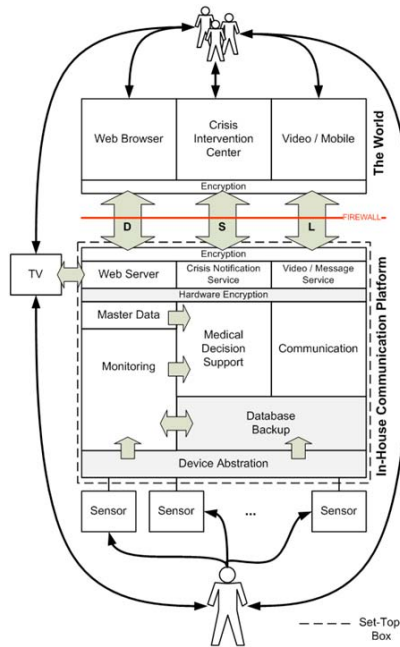 Web Browser
Crisis
Intervention
Center
Video / Mobile
The World
Encryption
D
S
L
FIREWALL
Encryption
TV
Web Server
Crisis Notification
Service
Video / Message
Service
Hardware Encryption
Master Data
Monitoring
Medical
Decision
Support
Communication
Database
Backup
Device Abstration
In-House Communication Platform
Sensor
Sensor
...
Sensor
Set-Top
Box